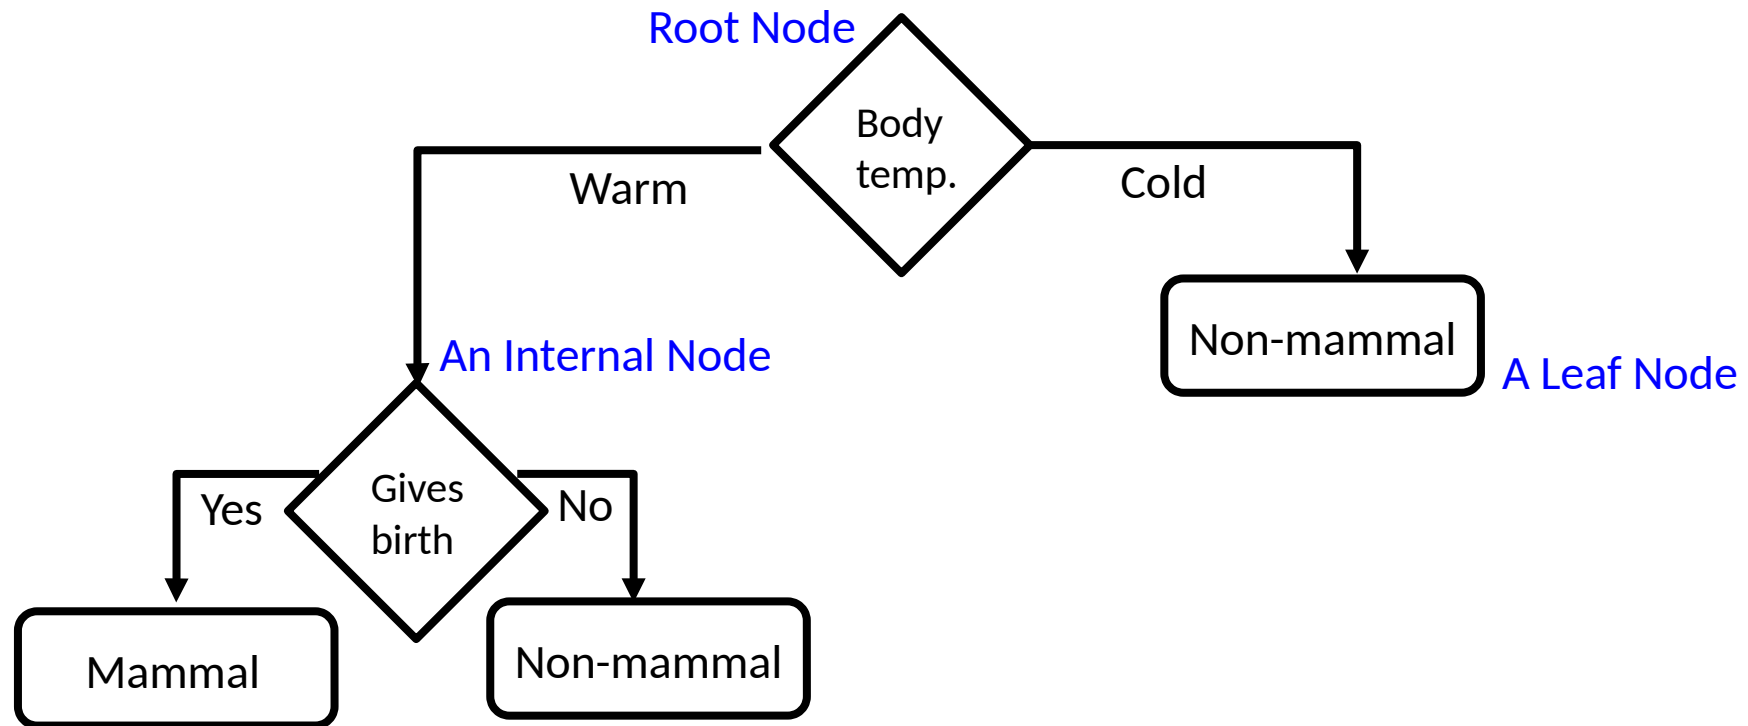 Root Node
Body
temp.
Warm
Cold
An Internal Node
Non-mammal
A Leaf Node
Gives
birth
Yes
No
Mammal
Non-mammal